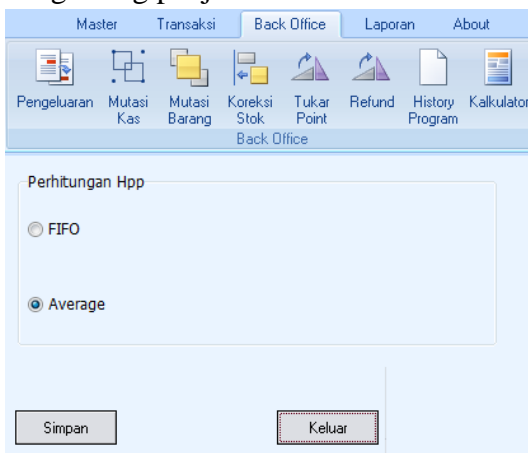 Master Transaksi Back Office Laporan About
Pengeluaran Mutasi Kas Mutasi Barang Koreksi Stok Tukar Point Refund History Program Kalkulator
Back Office
Perhitungan Hpp
FIFO
Average
Simpan Keluar